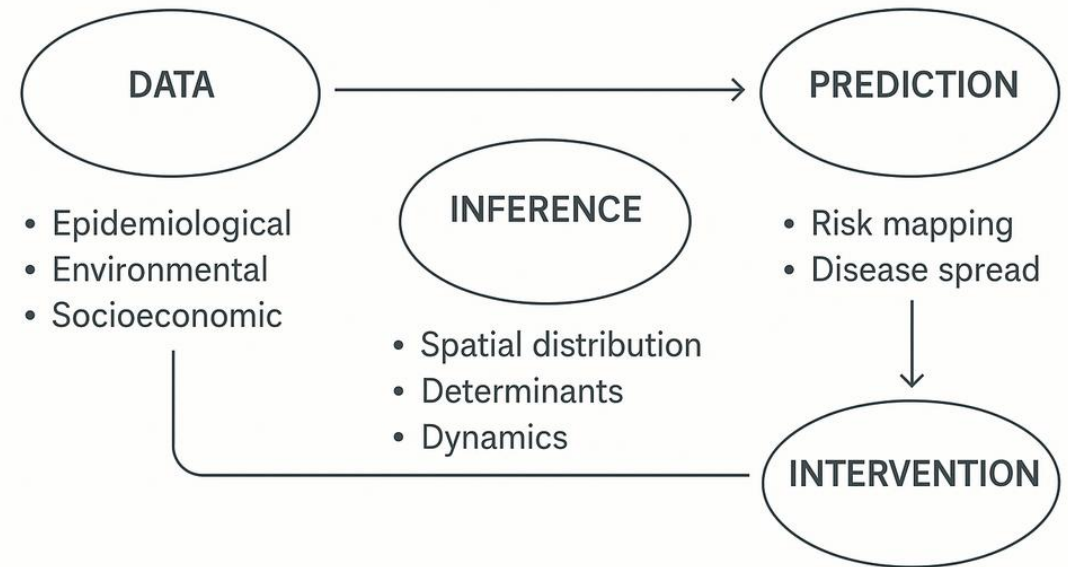 DATA
• Epidemiological
• Environmental
• Socioeconomic
INFERENCE
• Spatial distribution
• Determinants
• Dynamics
PREDICTION
• Risk mapping
• Disease spread
INTERVENTION